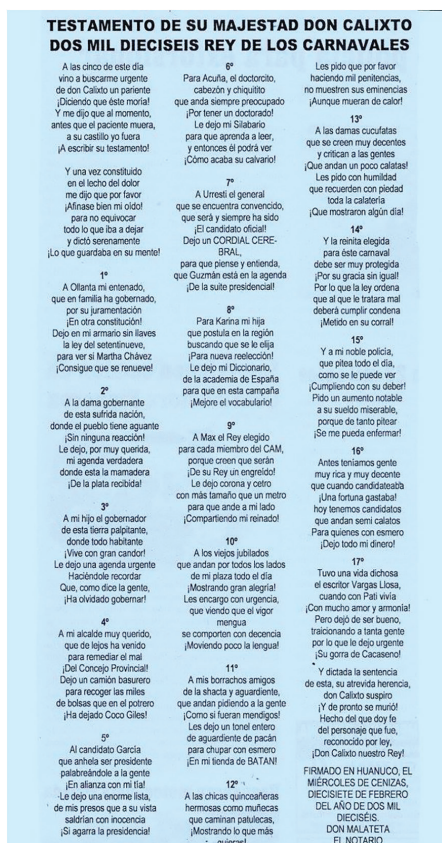 TESTAMENTO DE SU MAJESTAD DON CALIXTO
DOS MIL DIECISEIS REY DE LOS CARNAVALES
A las cinco de este día
vino a buscarme urgente
de don Calixto un pariente
¡Diciendo que éste moria!
Y me dijo que al momento,
antes que el paciente muera,
a su castillo yo fuera
¡A escribir su testamento!
Y una vez constituido
en el lecho del dolor
me dijo que por favor
¡Afinase bien mi oído!
para no equivocar
todo lo que iba a dejar
y dictó serenamente
¡Lo que guardaba en su mente!
1º
A Ollanta mi entenado,
que en familia ha gobernado,
por su juramentación
¡En otra constitución!
Dejo en mi armario sin llaves
la ley del setentinueve,
para ver si Martha Chávez
¡Consigue que se renueve!
2º
A la dama gobernante
de esta sufrida nación,
donde el pueblo tiene aguante
¡Sin ninguna reacción!
Le dejo, por muy querida,
mi agenda verdadera
donde esta la mamadera
¡De la plata recibida!
3º
A mi hijo el gobernador
de esta tierra palpitante,
donde todo habitante
¡Vive con gran candor!
Le dejo una agenda urgente
Haciéndole recordar
Que, como dice la gente,
¡Ha olvidado gobernar!
4º
A mi alcalde muy querido,
que de lejos ha venido
para remediar el mal
¡Del Concejo Provincial!
Dejo un camión basurero
para recoger las miles
de bolsas que en el potrero
¡Ha dejado Coco Giles!
5º
Al candidato García
que anhela ser presidente
palabreándole a la gente
¡En alianza con mi tía!
Le dejo una enorme lista,
de mis presos que a su vista
saldrían con inocencia
¡Si agarra la presidencia!
6º
Para Acuña, el doctorcito,
cabezón y chiquitito
que anda siempre preocupado
¡Por tener un doctorado!
Le dejo mi Silabario
para que aprenda a leer,
y entonces él podrá ver
¡Cómo acaba su calvario!
7º
A Urresti el general
que se encuentra convencido,
que será y siempre ha sido
¡El candidato oficial!
Dejo un CORDIAL CERE-
BRAL,
para que piense y entienda,
que Guzmán está en la agenda
¡De la suite presidencial!
8º
Para Karina mi hija
que postula en la región
buscando que se le elija
¡Para nueva reelección!
Le dejo mi Diccionario,
de la academia de España
para que en esta campaña
¡Mejore el vocabulario!
9º
A Max el Rey elegido
para cada miembro del CAM,
porque creen que serán
¡De su Rey un engreído!
Le dejo corona y cetro
con más tamaño que un metro
para que ande a mi lado
¡Compartiendo mi reinado!
10º
A los viejos jubilados
que andan por todos los lados
de mi plaza todo el día
¡Mostrando gran alegría!
Les encargo con urgencia,
que viendo que el vigor
mengua
se comporten con decencia
¡Moviendo poco la lengua!
11º
A mis borrachos amigos
de la shacta y aguardiente,
que andan pidiendo a la gente
¡Como si fueran mendigos!
Les dejo un tonel entero
de aguardiente de pacán
para chupar con esmero
¡En mi tienda de BATAN!
12º
A las chicas quincoañeras
hermosas como muñecas
que caminan patulecas,
¡Mostrando lo que más
quieras!
Les pido que por favor
haciendo mil penitencias,
no muestren sus eminencias
¡Aunque mueran de calor!
13º
A las damas cucufatas
que se creen muy decentes
y critican a las gentes
¡Que andan un poco calatas!
Les pido con humildad
que recuerden con piedad
toda la calatería
¡Que mostraron algún día!
14º
Y la reinita elegida
para éste carnaval
debe ser muy protegida
¡Por su gracia sin igual!
Por lo que la ley ordena
que al que le tratara mal
deberá cumplir condena
¡Metido en su corral!
15º
Y a mi noble policía,
que pitea todo el día,
como se le puede ver
¡Cumpliendo con su deber!
Pido un aumento notable
a su sueldo miserable,
porque de tanto pitear
¡Se me pueda enfermar!
16º
Antes teníamos gente
muy rica y muy decente
que cuando candidateaba
¡Una fortuna gastaba!
hoy tenemos candidatos
que andan semi calatos
Para quienes con esmero
¡Dejo todo mi dinero!
17º
Tuvo una vida dichosa
el escritor Vargas Llosa,
cuando con Pati vivía
¡Con mucho amor y armonía!
Pero dejó de ser bueno,
traicionando a tanta gente
por lo que le dejo urgente
¡Su gorra de Cacaseno!
Y dictada la sentencia
de esta, su atrevida herencia,
don Calixto suspiro
¡Y de pronto se murió!
Hecho del que doy fe
del personaje que fue,
reconocido por ley,
¡Don Calixto nuestro Rey!
FIRMADO EN HUANUCO, EL
MIÉRCOLES DE CENIZAS,
DIECISIETE DE FEBRERO
DEL AÑO DE DOS MIL
DIECISÉIS.
DON MALATETA
EL NOTARIO